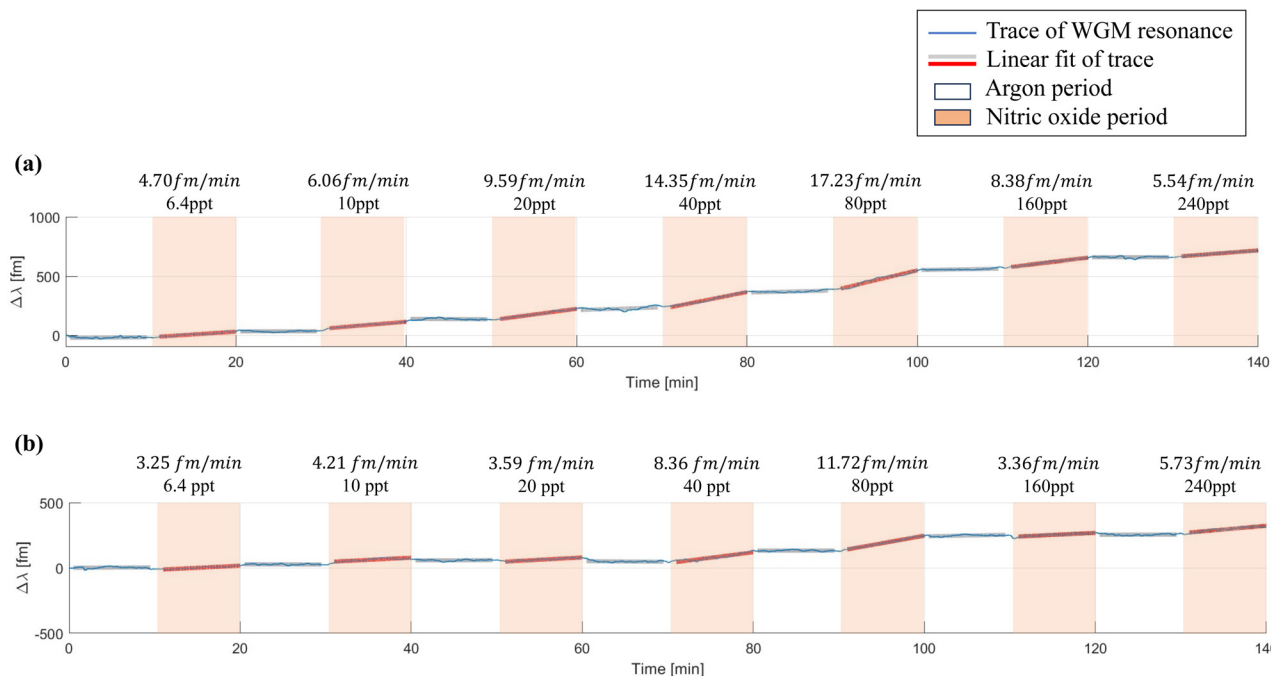 Trace of WGM resonance
Linear fit of trace
Argon period
Nitric oxide period
(a)
4.70fm/min 6.06fm/min 9.59fm/min 14.35fm/min 17.23fm/min 8.38fm/min 5.54fm/min
6.4ppt 10ppt 20ppt 40ppt 80ppt 160ppt 240ppt
1000
500
0
Δλ [fm]
0 20 40 60 80 100 120 140
Time [min]
(b)
3.25 fm/min 4.21 fm/min 3.59 fm/min 8.36 fm/min 11.72fm/min 3.36 fm/min 5.73 fm/min
6.4 ppt 10 ppt 20 ppt 40 ppt 80ppt 160ppt 240ppt
500
0
-500
Δλ [fm]
0 20 40 60 80 100 120 140
Time [min]